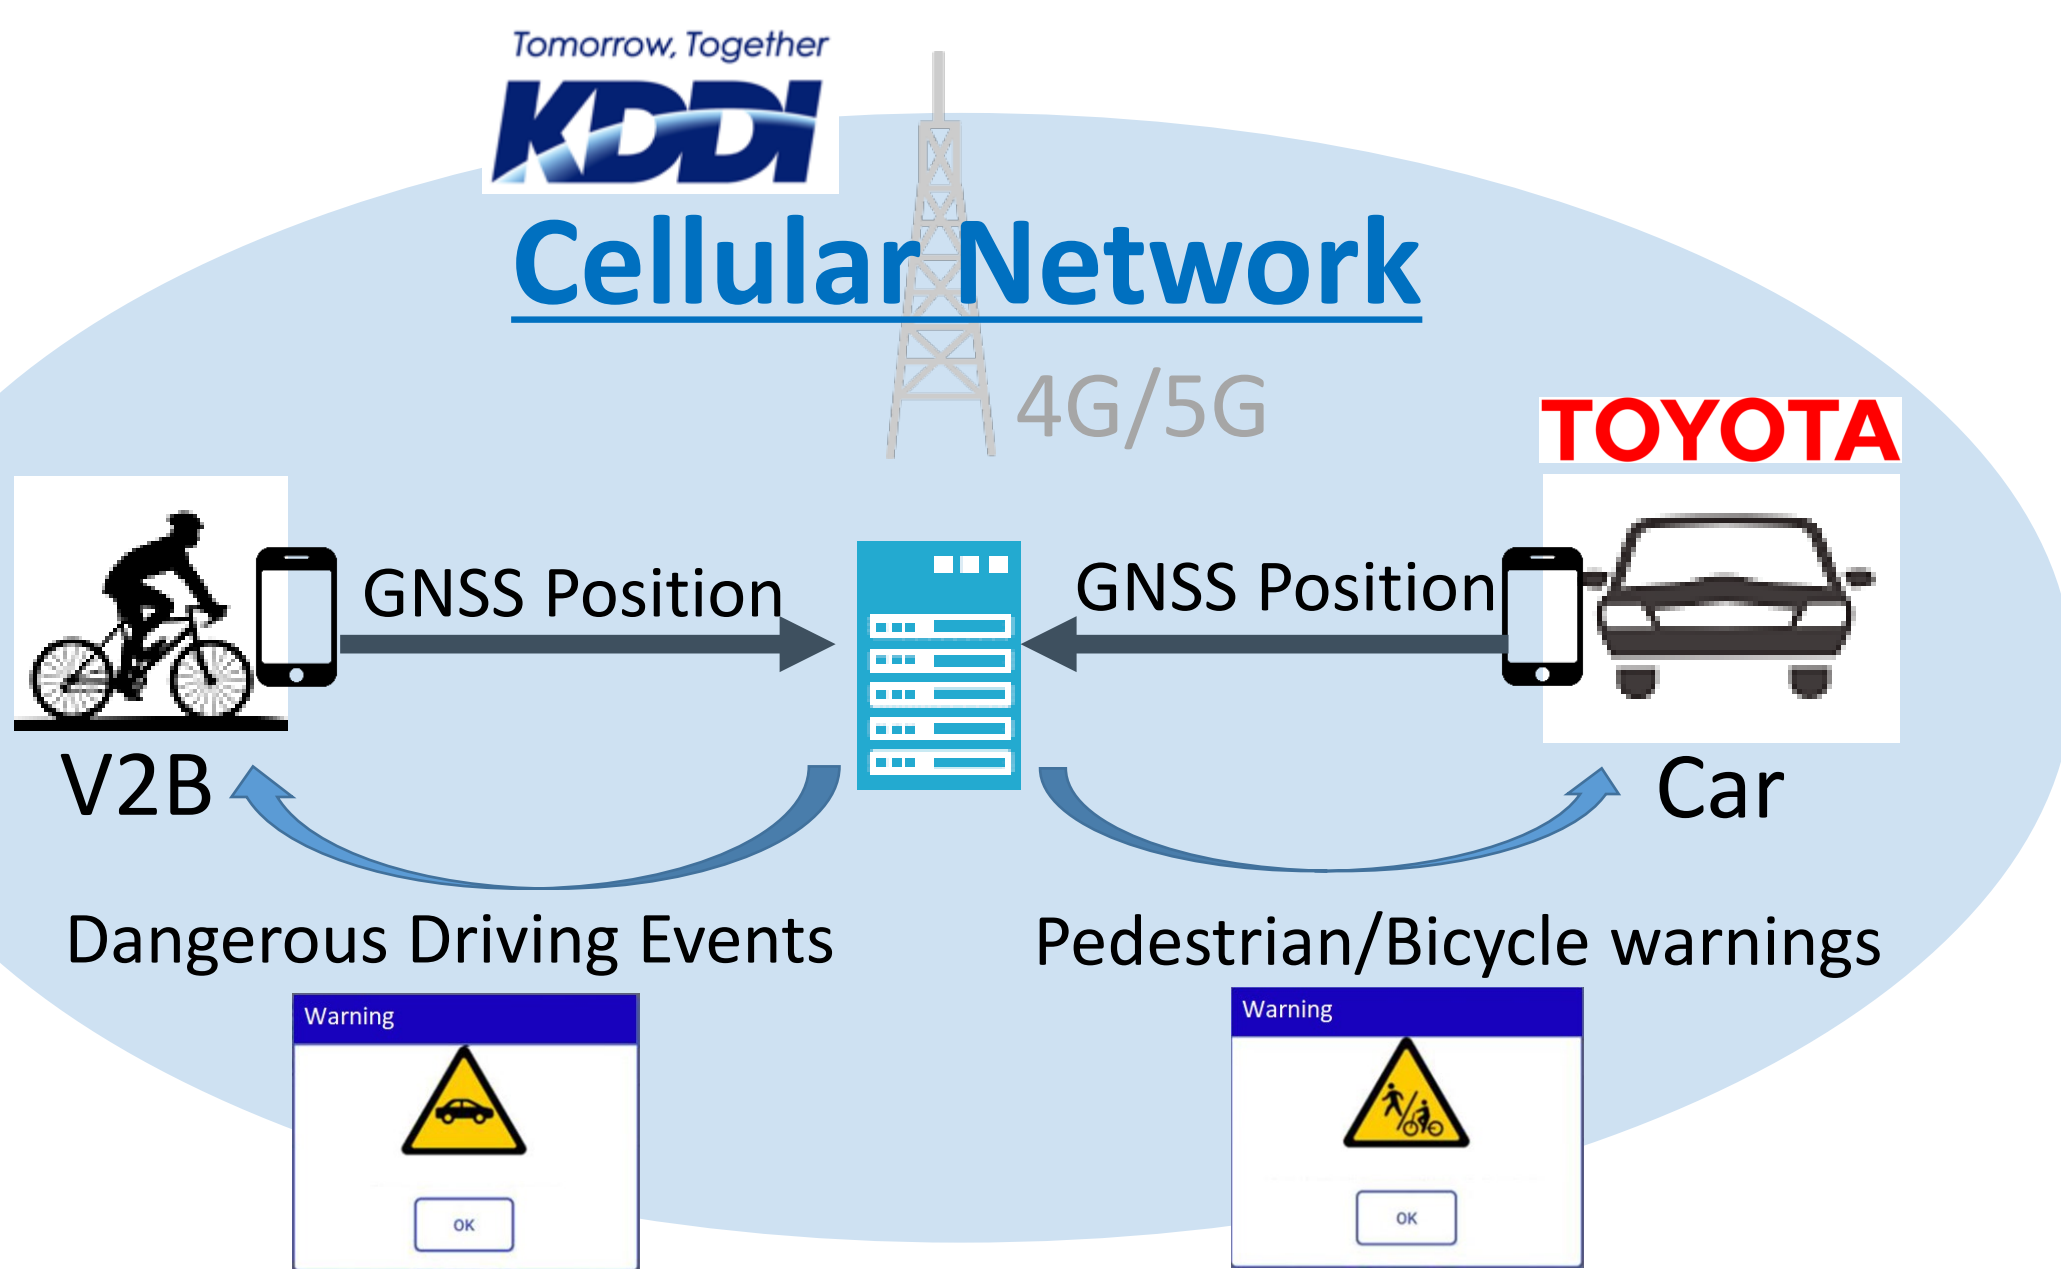 Tomorrow, Together
KDDI
Cellular Network
4G/5G
TOYOTA
GNSS Position
GNSS Position
V2B
Car
Dangerous Driving Events
Pedestrian/Bicycle warnings
Warning
OK
Warning
OK